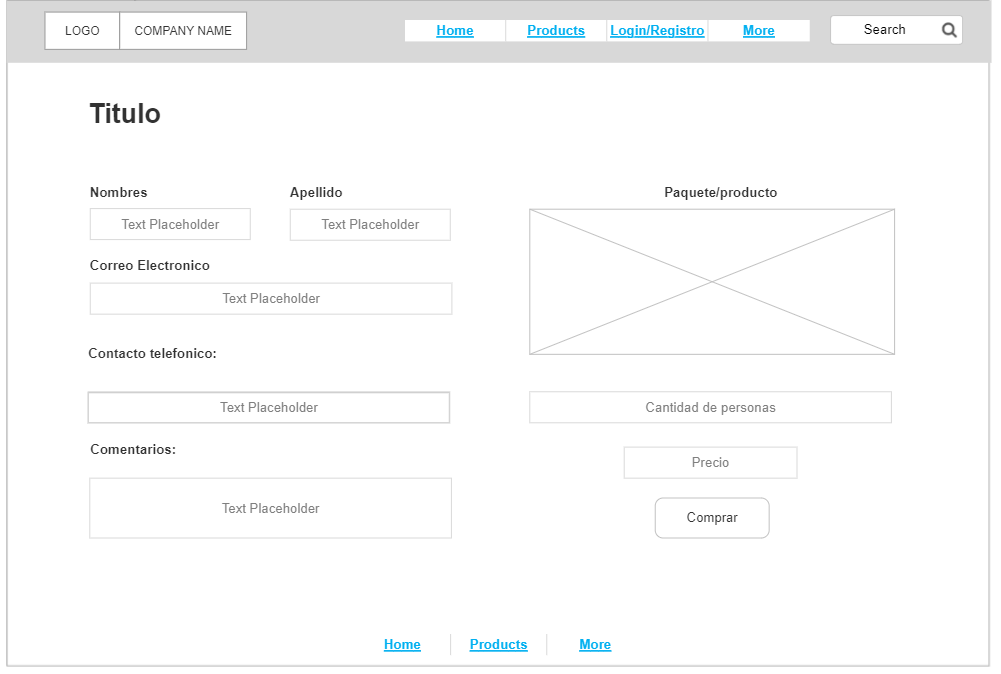 LOGO
COMPANY NAME
Home
Products
Login/Registro
More
Search
Titulo
Nombres
Apellido
Paquete/producto
Text Placeholder
Text Placeholder
Correo Electronico
Text Placeholder
Contacto telefonico:
Text Placeholder
Cantidad de personas
Comentarios:
Precio
Text Placeholder
Comprar
Home
Products
More